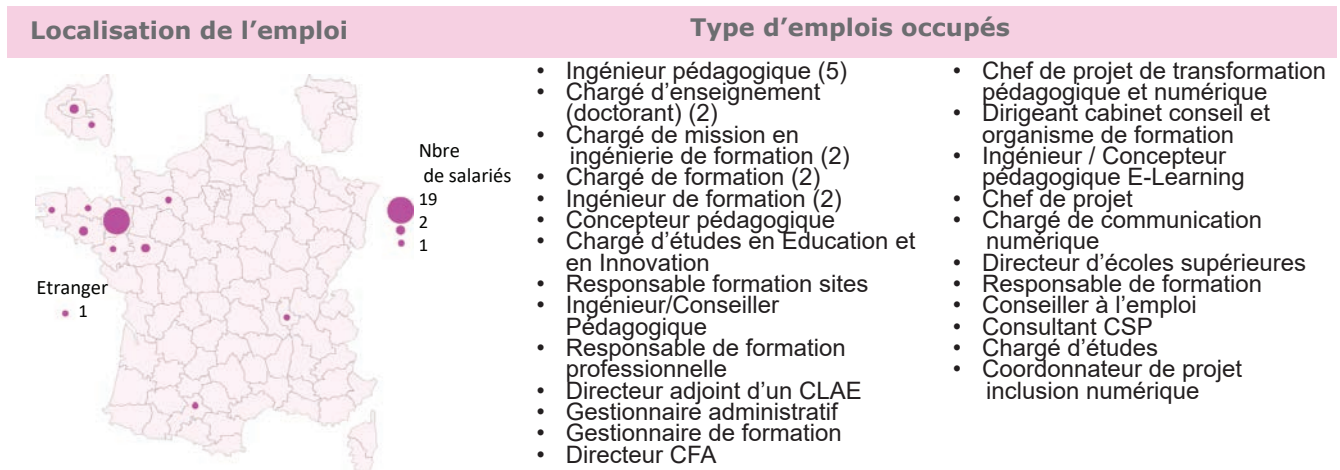 Localisation de l’emploi
Type d’emplois occupés
Nbre
de salariés
19
2
1
Etranger
1
• Ingénieur pédagogique (5)
• Chargé d’enseignement
(doctorant) (2)
• Chargé de mission en
ingénierie de formation (2)
• Chargé de formation (2)
• Ingénieur de formation (2)
• Concepteur pédagogique
• Chargé d’études en Education et
en Innovation
• Responsable formation sites
• Ingénieur/Conseiller
Pédagogique
• Responsable de formation
professionnelle
• Directeur adjoint d’un CLAE
• Gestionnaire administratif
• Gestionnaire de formation
• Directeur CFA
• Chef de projet de transformation
pédagogique et numérique
• Dirigeant cabinet conseil et
organisme de formation
• Ingénieur / Concepteur
pédagogique E-Learning
• Chef de projet
• Chargé de communication
numérique
• Directeur d’écoles supérieures
• Responsable de formation
• Conseiller à l’emploi
• Consultant CSP
• Chargé d’études
• Coordonnateur de projet
inclusion numérique